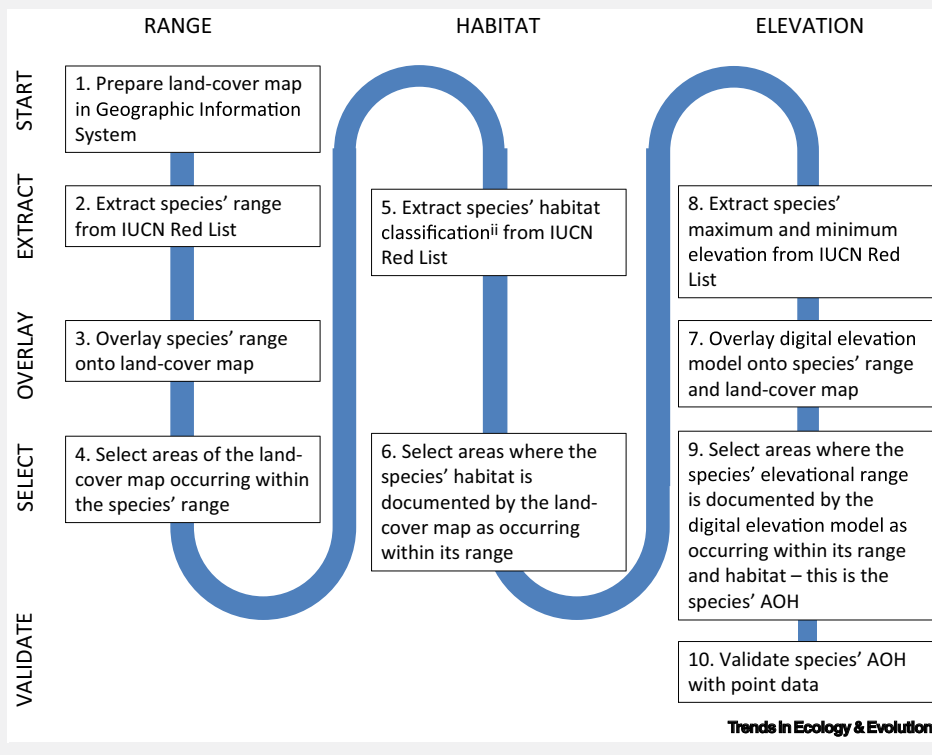 RANGE
HABITAT
ELEVATION
START
1. Prepare land-cover map
in Geographic Information
System
EXTRACT
2. Extract species’ range
from IUCN Red List
5. Extract species’ habitat
classificationⁱⁱ from IUCN
Red List
8. Extract species’
maximum and minimum
elevation from IUCN Red
List
OVERLAY
3. Overlay species’ range
onto land-cover map
7. Overlay digital elevation
model onto species’ range
and land-cover map
SELECT
4. Select areas of the land-
cover map occurring within
the species’ range
6. Select areas where the
species’ habitat is
documented by the land-
cover map as occurring
within its range
9. Select areas where the
species’ elevational range
is documented by the
digital elevation model as
occurring within its range
and habitat – this is the
species’ AOH
VALIDATE
10. Validate species’ AOH
with point data
Trends in Ecology & Evolution